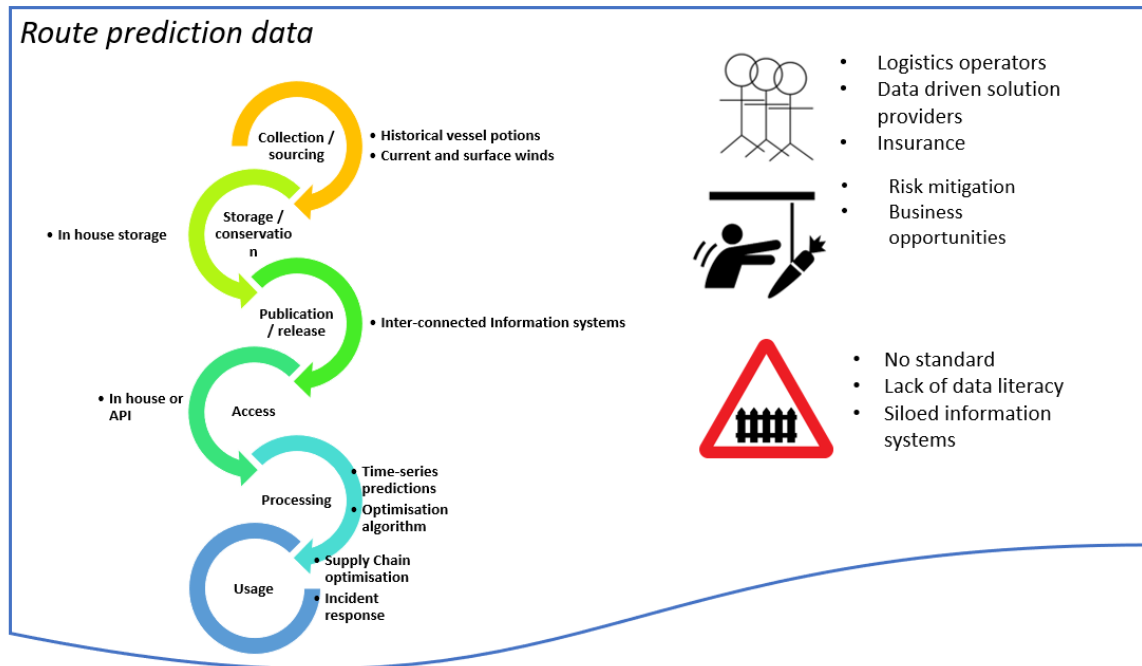 Route prediction data
Collection /
sourcing
• Historical vessel potions
• Current and surface winds
Storage /
conservatio
n
• In house storage
Publication
/ release
• Inter-connected Information systems
Access
• In house or
API
Processing
• Time-series
predictions
• Optimisation
algorithm
Usage
• Supply Chain
optimisation
• Incident
response
• Logistics operators
• Data driven solution
providers
• Insurance
• Risk mitigation
• Business
opportunities
• No standard
• Lack of data literacy
• Siloed information
systems